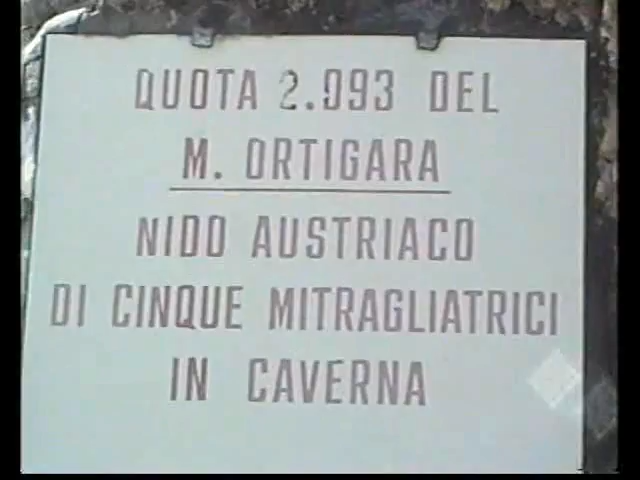 QUOTA 2.093 DEL
M. ORTIGARA
NIDO AUSTRIACO
DI CINQUE MITRAGLIATRICI
IN CAVERNA